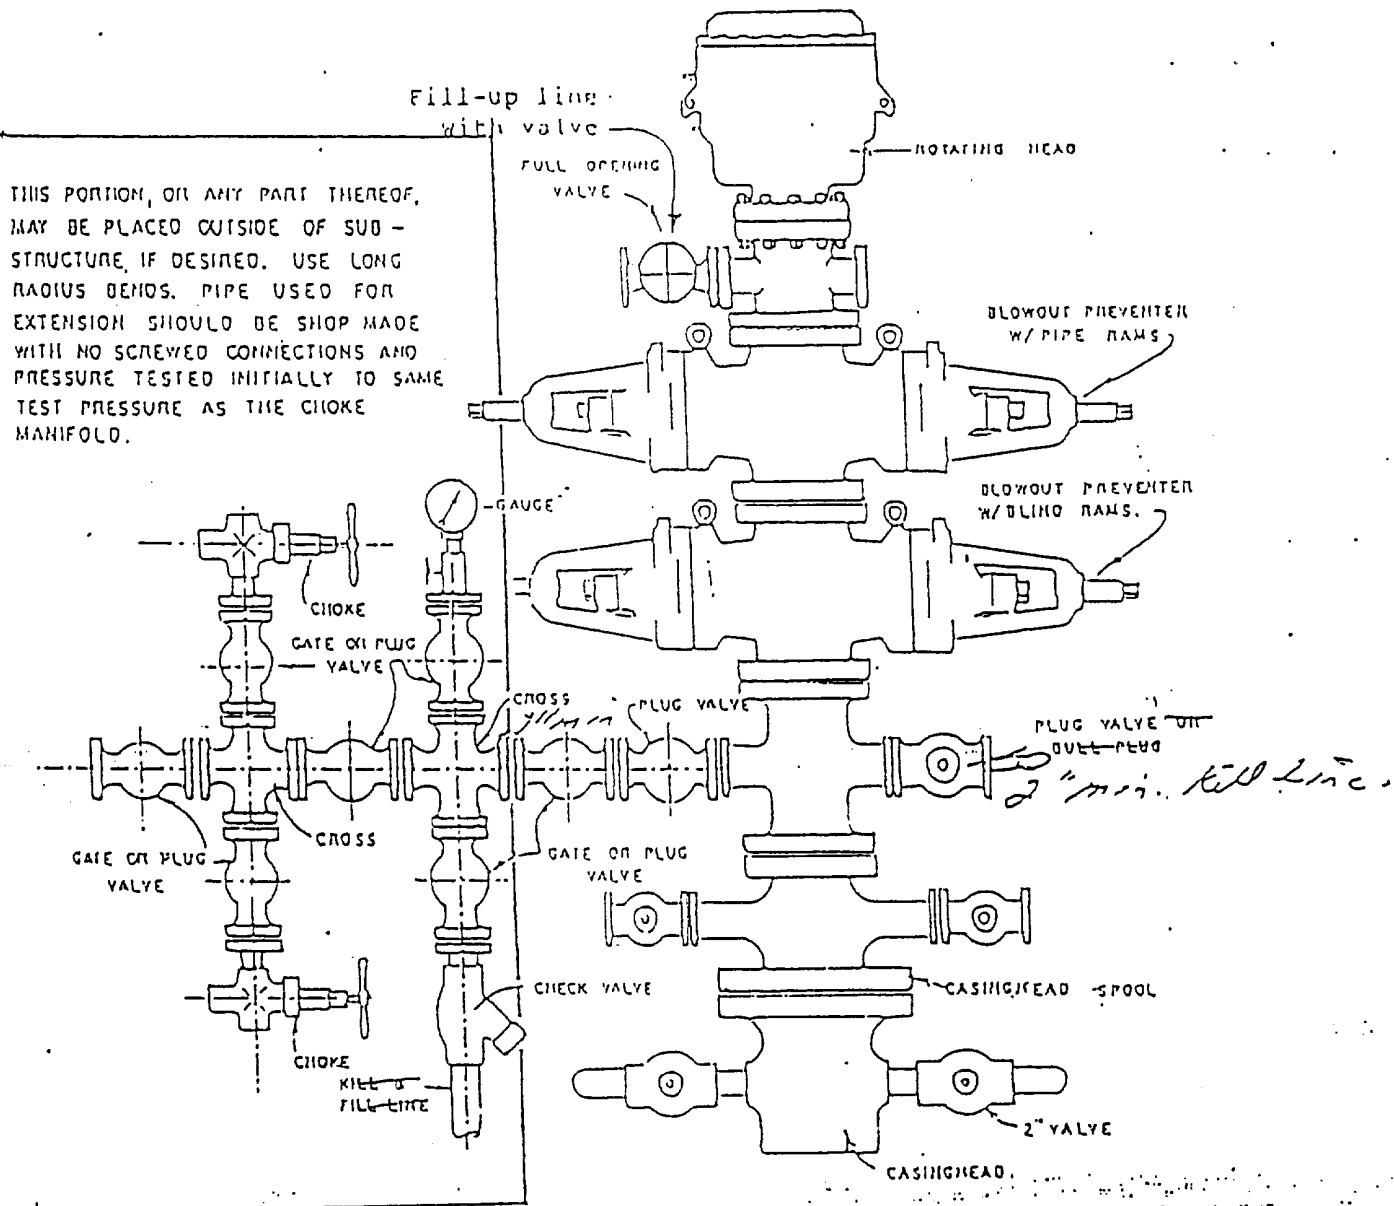 Fill-up line
with valve
FULL OPENING
VALVE
ROTATING HEAD
THIS PORTION, OR ANY PART THEREOF,
MAY BE PLACED OUTSIDE OF SUB-
STRUCTURE, IF DESIRED. USE LONG
RADIUS BENDS. PIPE USED FOR
EXTENSION SHOULD BE SHOP MADE
WITH NO SCREWED CONNECTIONS AND
PRESSURE TESTED INITIALLY TO SAME
TEST PRESSURE AS THE CHOKE
MANIFOLD.
BLOWOUT PREVENTER
W/ PIPE RAMS
BLOWOUT PREVENTER
W/ BLIND RAMS.
GAUGE
CHOKE
GATE OR PLUG
VALVE
CROSS
PLUG VALVE
PLUG VALVE OR
BULL PLUG
2" min. Kill Line.
CROSS
GATE OR PLUG
VALVE
GATE OR PLUG
VALVE
CHECK VALVE
CASINGHEAD SPOOL
CHOKE
KILL &
FILL LINE
2" VALVE
CASINGHEAD.